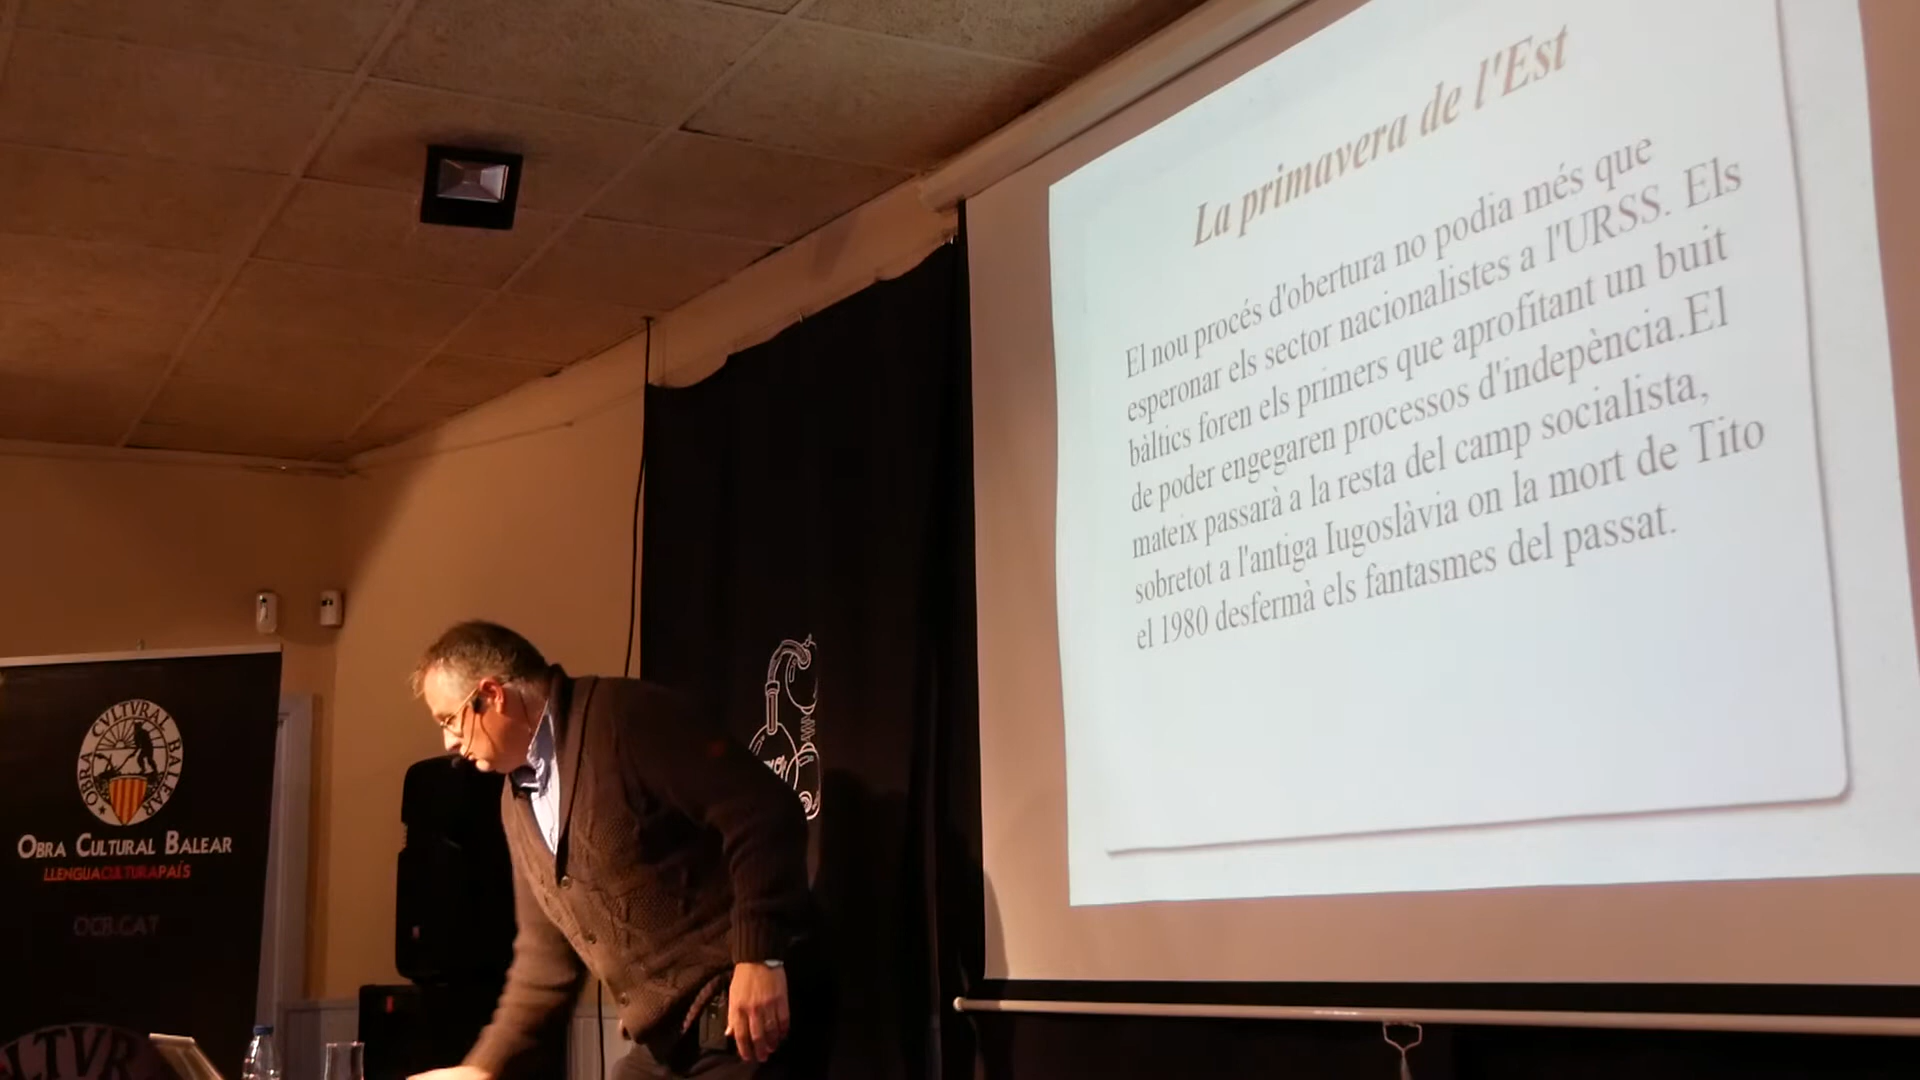 La primavera de l'Est
El nou procés d'obertura no podia més que
esperonar els sector nacionalistes a l'URSS. Els
bàltics foren els primers que aprofitant un buit
de poder engegaren processos d'indepència.El
mateix passarà a la resta del camp socialista,
sobretot a l'antiga Iugoslàvia on la mort de Tito
el 1980 desfermà els fantasmes del passat.
OBRA CVLTVRAL BALEAR
OBRA CULTURAL BALEAR
LLENGUACULTURAPAÍS
OCB.CAT
LTVR